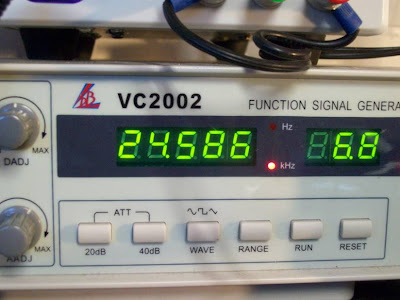 VC2002
FUNCTION SIGNAL GENERA
24.586
Hz
kHz
6.8
DADJ
MAX
ATT
20dB
40dB
WAVE
RANGE
RUN
RESET
AADJ
MAX